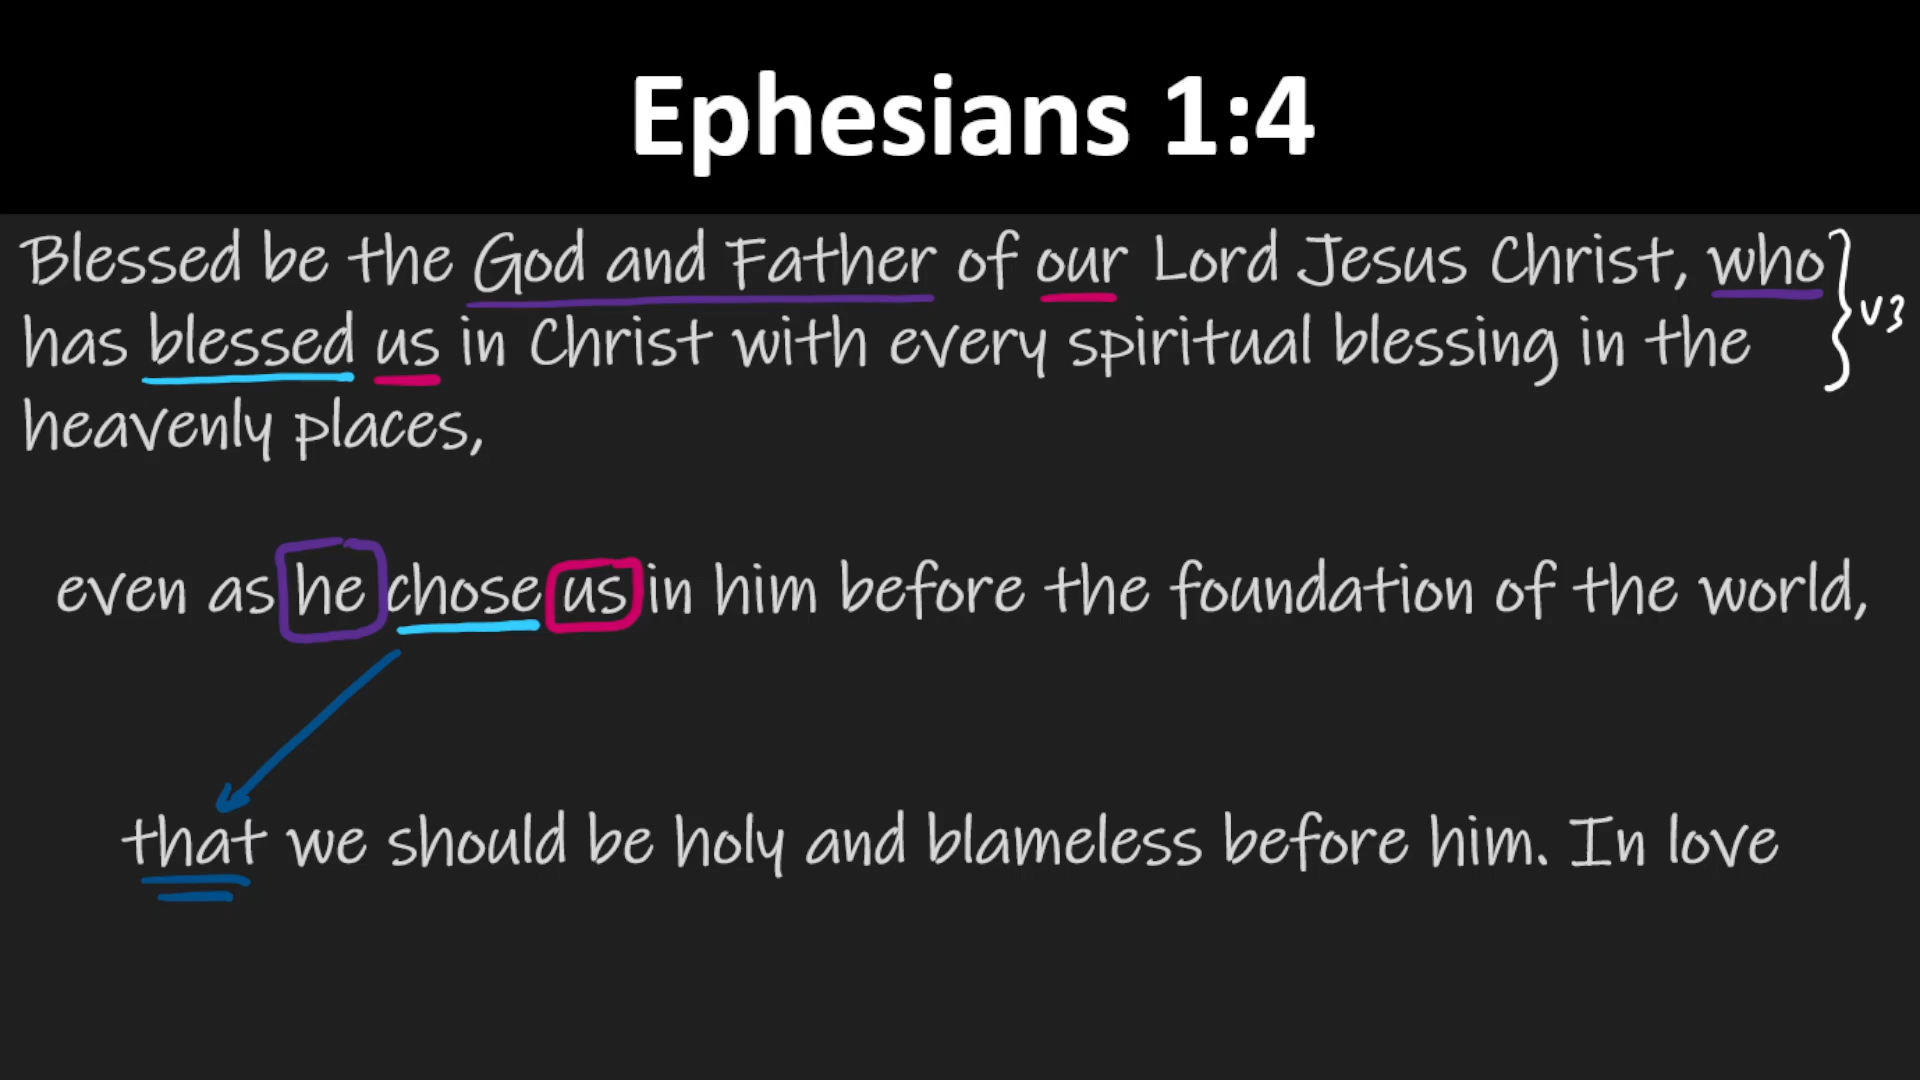 Ephesians 1:4
Blessed be the God and Father of our Lord Jesus Christ, who
has blessed us in Christ with every spiritual blessing in the
heavenly places,
v3
even as he chose us in him before the foundation of the world,
that we should be holy and blameless before him. In love